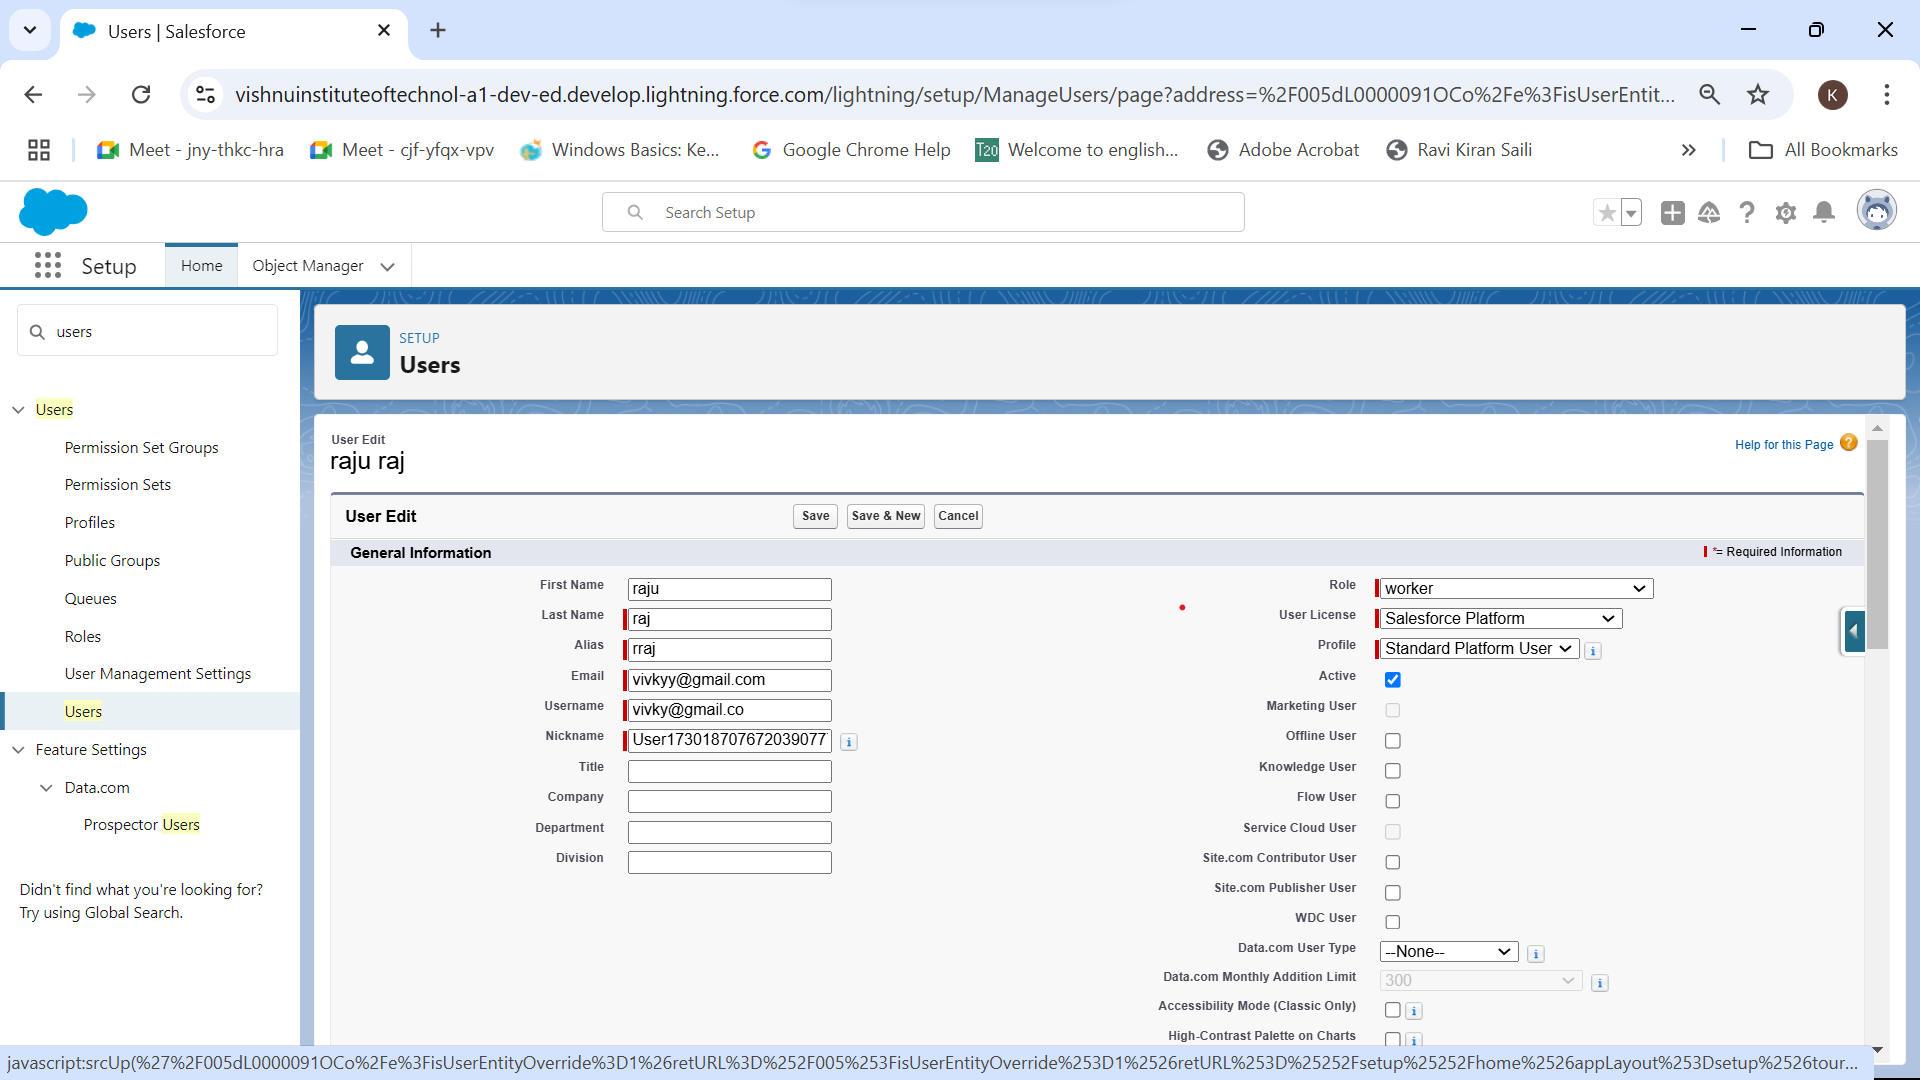 Users | Salesforce
vishnuinstituteoftechnol-a1-dev-ed.develop.lightning.force.com/lightning/setup/ManageUsers/page?address=%2F005dL0000091OCo%2Fe%3FisUserEntit...
K
Meet - jny-thkc-hra
Meet - cjf-yfqx-vpv
Windows Basics: Ke...
Google Chrome Help
T20 Welcome to english...
Adobe Acrobat
Ravi Kiran Saili
»
All Bookmarks
Search Setup
Setup
Home
Object Manager
users
Users
Permission Set Groups
Permission Sets
Profiles
Public Groups
Queues
Roles
User Management Settings
Users
Feature Settings
Data.com
Prospector Users
Didn't find what you're looking for?
Try using Global Search.
SETUP
Users
User Edit
raju raj
Help for this Page ?
User Edit
Save
Save & New
Cancel
General Information
*= Required Information
First Name raju
Last Name raj
Alias rraj
Email vivkyy@gmail.com
Username vivky@gmail.co
Nickname User173018707672039077
Title
Company
Department
Division
Role worker
User License Salesforce Platform
Profile Standard Platform User
Active
Marketing User
Offline User
Knowledge User
Flow User
Service Cloud User
Site.com Contributor User
Site.com Publisher User
WDC User
Data.com User Type --None--
Data.com Monthly Addition Limit 300
Accessibility Mode (Classic Only)
High-Contrast Palette on Charts
javascript:srcUp(%27%2F005dL0000091OCo%2Fe%3FisUserEntityOverride%3D1%26retURL%3D%252F005%253FisUserEntityOverride%253D1%2526retURL%253D%25252Fsetup%25252Fhome%2526appLayout%253Dsetup%2526tour...